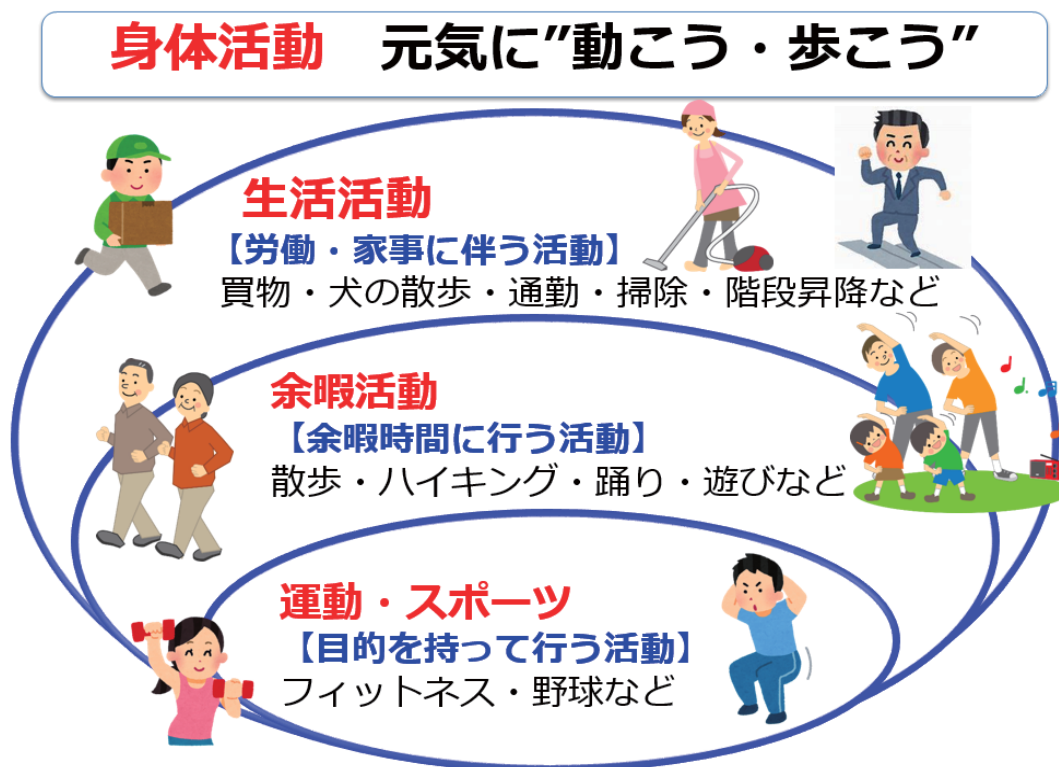 身体活動　元気に”動こう・歩こう”
生活活動
【労働・家事に伴う活動】
買物・犬の散歩・通勤・掃除・階段昇降など
余暇活動
【余暇時間に行う活動】
散歩・ハイキング・踊り・遊びなど
運動・スポーツ
【目的を持って行う活動】
フィットネス・野球など